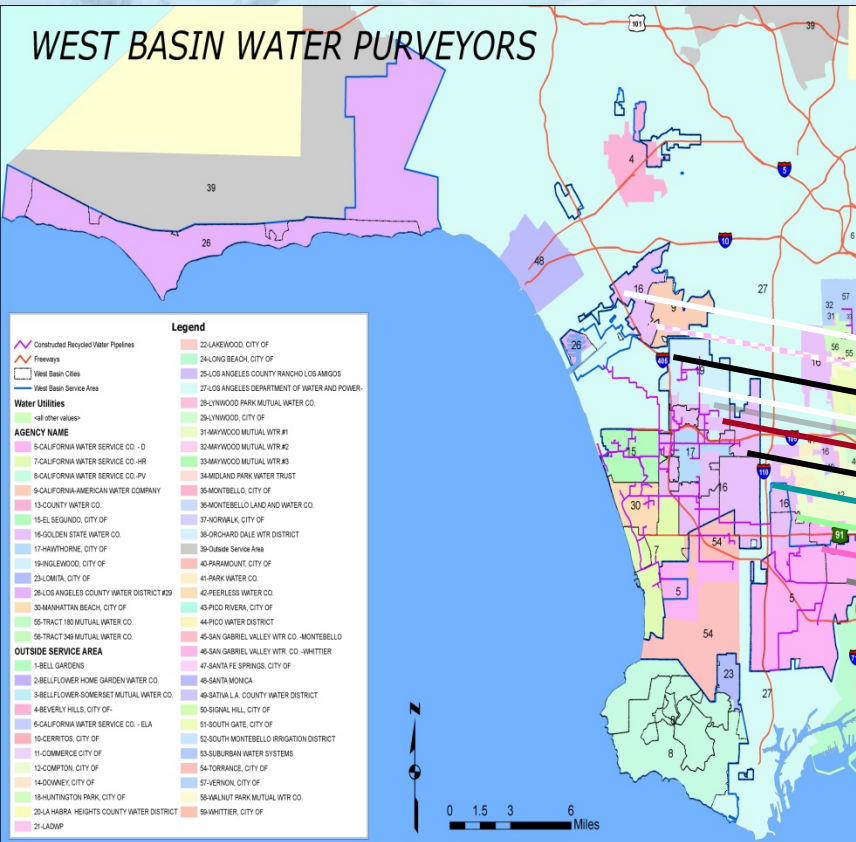 WEST BASIN WATER PURVEYORS
101
39
4
5
39
10
6
26
48
27
16
9
32
57
31
33
26
56
55
16
405
19
15
17
105
16
110
16
16
30
54
91
7
5
5
54
23
27
8
8
Legend
Constructed Recycled Water Pipelines
Freeways
West Basin Cities
West Basin Service Area
Water Utilities
<all other values>
AGENCY NAME
5-CALIFORNIA WATER SERVICE CO. - D
7-CALIFORNIA WATER SERVICE CO.-HR
8-CALIFORNIA WATER SERVICE CO.-PV
9-CALIFORNIA-AMERICAN WATER COMPANY
13-COUNTY WATER CO.
15-EL SEGUNDO, CITY OF
16-GOLDEN STATE WATER CO.
17-HAWTHORNE, CITY OF
19-INGLEWOOD, CITY OF
23-LOMITA, CITY OF
26-LOS ANGELES COUNTY WATER DISTRICT #29
30-MANHATTAN BEACH, CITY OF
55-TRACT 180 MUTUAL WATER CO.
56-TRACT 349 MUTUAL WATER CO.
OUTSIDE SERVICE AREA
1-BELL GARDENS
2-BELLFLOWER HOME GARDEN WATER CO.
3-BELLFLOWER-SOMERSET MUTUAL WATER CO.
4-BEVERLY HILLS, CITY OF-
6-CALIFORNIA WATER SERVICE CO. - ELA
10-CERRITOS, CITY OF
11-COMMERCE CITY OF
12-COMPTON, CITY OF
14-DOWNEY, CITY OF
18-HUNTINGTON PARK, CITY OF
20-LA HABRA HEIGHTS COUNTY WATER DISTRICT
21-LADWP
22-LAKEWOOD, CITY OF
24-LONG BEACH, CITY OF
25-LOS ANGELES COUNTY RANCHO LOS AMIGOS
27-LOS ANGELES DEPARTMENT OF WATER AND POWER-
28-LYNWOOD PARK MUTUAL WATER CO.
29-LYNWOOD, CITY OF
31-MAYWOOD MUTUAL WTR.#1
32-MAYWOOD MUTUAL WTR.#2
33-MAYWOOD MUTUAL WTR.#3
34-MIDLAND PARK WATER TRUST
35-MONTBELLO, CITY OF
36-MONTEBELLO LAND AND WATER CO.
37-NORWALK, CITY OF
38-ORCHARD DALE WTR DISTRICT
39-Outside Service Area
40-PARAMOUNT, CITY OF
41-PARK WATER CO.
42-PEERLESS WATER CO.
43-PICO RIVERA, CITY OF
44-PICO WATER DISTRICT
45-SAN GABRIEL VALLEY WTR CO. -MONTEBELLO
46-SAN GABRIEL VALLEY WTR. CO. -WHITTIER
47-SANTA FE SPRINGS, CITY OF
48-SANTA MONICA
49-SATIVA L.A. COUNTY WATER DISTRICT
50-SIGNAL HILL, CITY OF
51-SOUTH GATE, CITY OF
52-SOUTH MONTEBELLO IRRIGATION DISTRICT
53-SUBURBAN WATER SYSTEMS
54-TORRANCE, CITY OF
57-VERNON, CITY OF
58-WALNUT PARK MUTUAL WTR CO.
59-WHITTIER, CITY OF
N
0 1.5 3 6
Miles